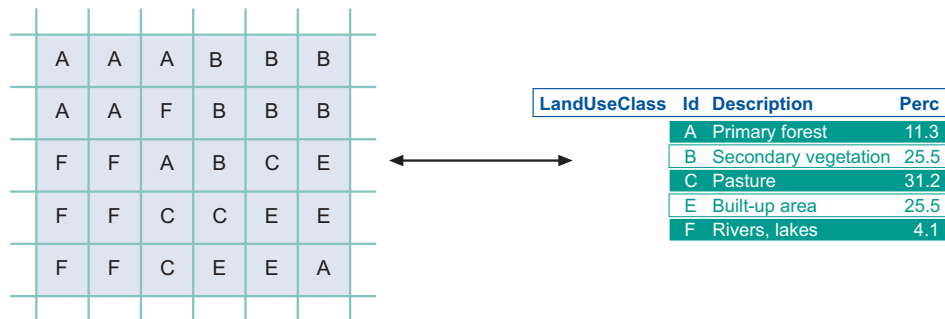 A A A B B B
A A F B B B
F F A B C E
F F C C E E
F F C E E A
LandUseClass Id Description Perc
A Primary forest 11.3
B Secondary vegetation 25.5
C Pasture 31.2
E Built-up area 25.5
F Rivers, lakes 4.1